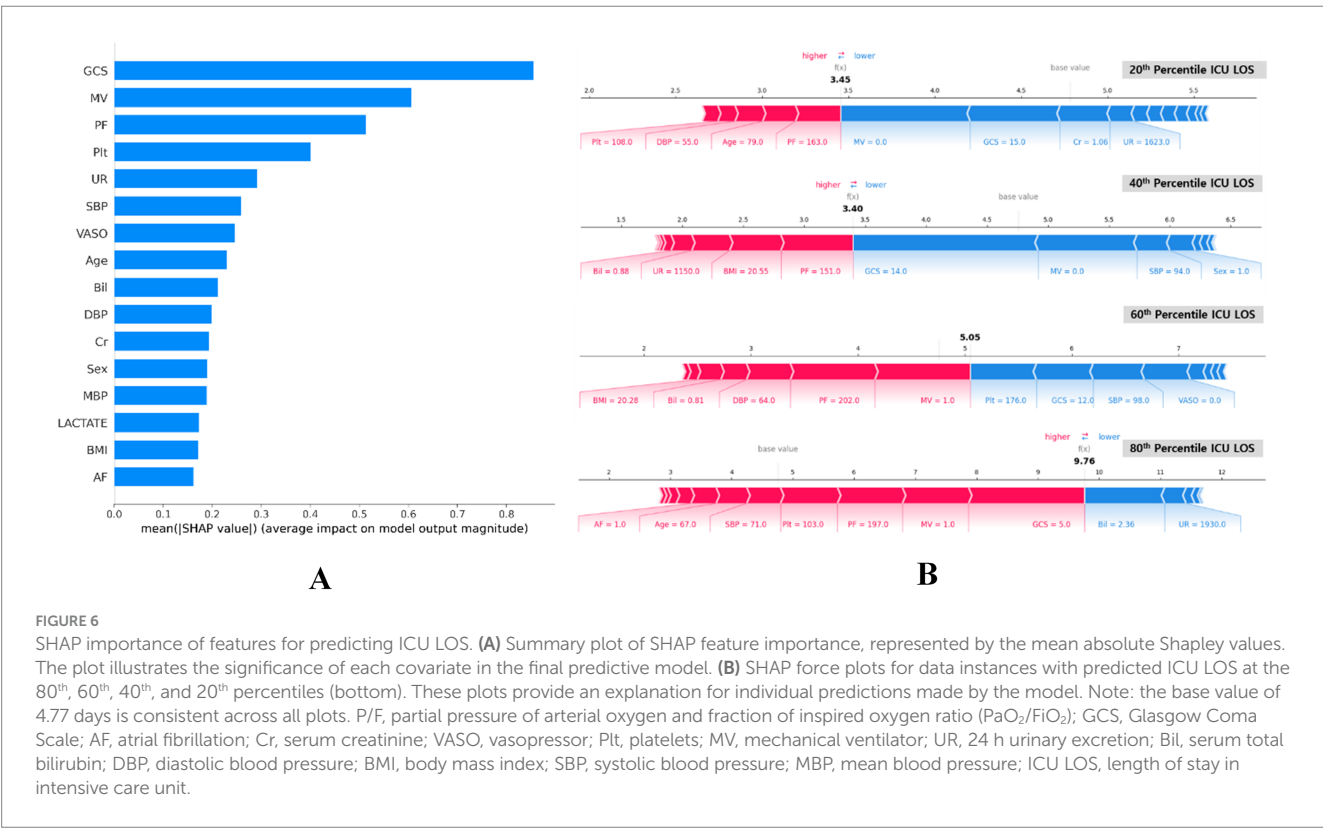 GCS
MV
PF
Plt
UR
SBP
VASO
Age
Bil
DBP
Cr
Sex
MBP
LACTATE
BMI
AF
0.0 0.1 0.2 0.3 0.4 0.5 0.6 0.7 0.8
mean(|SHAP value|) (average impact on model output magnitude)
A
higher ⇄ lower
f(x)
base value
20th Percentile ICU LOS
3.45
2.0 2.5 3.0 3.5 4.0 4.5 5.0 5.5
Plt = 108.0 DBP = 55.0 Age = 79.0 PF = 163.0 MV = 0.0 GCS = 15.0 Cr = 1.06 UR = 1623.0
40th Percentile ICU LOS
higher ⇄ lower
f(x)
base value
3.40
1.5 2.0 2.5 3.0 3.5 4.0 4.5 5.0 5.5 6.0 6.5
Bil = 0.88 UR = 1150.0 BMI = 20.55 PF = 151.0 GCS = 14.0 MV = 0.0 SBP = 94.0 Sex = 1.0
60th Percentile ICU LOS
5.05
2 3 4 5 6 7
BMI = 20.28 Bil = 0.81 DBP = 64.0 PF = 202.0 MV = 1.0 Plt = 176.0 GCS = 12.0 SBP = 98.0 VASO = 0.0
higher ⇄ lower
base value
f(x)
80th Percentile ICU LOS
9.76
2 3 4 5 6 7 8 9 10 11 12
AF = 1.0 Age = 67.0 SBP = 71.0 Plt = 103.0 PF = 197.0 MV = 1.0 GCS = 5.0 Bil = 2.36 UR = 1930.0
B
FIGURE 6
SHAP importance of features for predicting ICU LOS. (A) Summary plot of SHAP feature importance, represented by the mean absolute Shapley values.
The plot illustrates the significance of each covariate in the final predictive model. (B) SHAP force plots for data instances with predicted ICU LOS at the
80th, 60th, 40th, and 20th percentiles (bottom). These plots provide an explanation for individual predictions made by the model. Note: the base value of
4.77 days is consistent across all plots. P/F, partial pressure of arterial oxygen and fraction of inspired oxygen ratio (PaO₂/FiO₂); GCS, Glasgow Coma
Scale; AF, atrial fibrillation; Cr, serum creatinine; VASO, vasopressor; Plt, platelets; MV, mechanical ventilator; UR, 24 h urinary excretion; Bil, serum total
bilirubin; DBP, diastolic blood pressure; BMI, body mass index; SBP, systolic blood pressure; MBP, mean blood pressure; ICU LOS, length of stay in
intensive care unit.